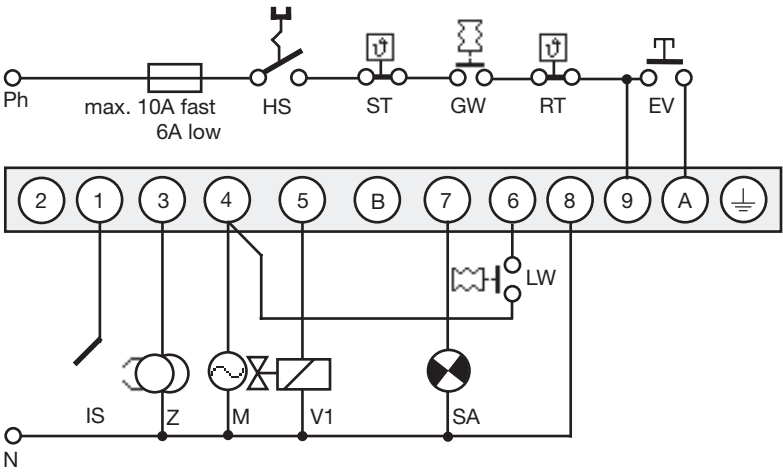 Ph
max. 10A fast
6A low
HS
ST
GW
RT
EV
ϑ
ϑ
2 1 3 4 5 B 7 6 8 9 A
LW
IS
Z
M
V1
SA
N